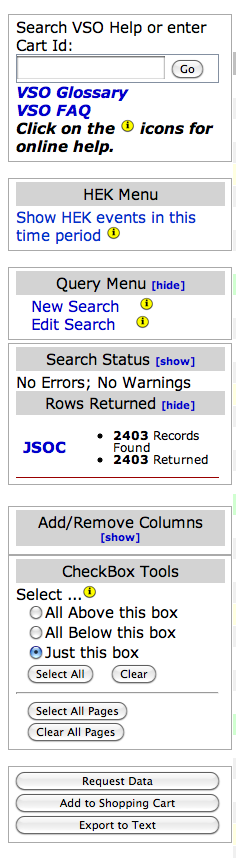 Search VSO Help or enter
Cart Id:
Go
VSO Glossary
VSO FAQ
Click on the i icons for
online help.
HEK Menu
Show HEK events in this
time period i
Query Menu [hide]
New Search i
Edit Search i
Search Status [show]
No Errors; No Warnings
Rows Returned [hide]
JSOC
• 2403 Records
Found
• 2403 Returned
Add/Remove Columns
[show]
CheckBox Tools
Select ... i
All Above this box
All Below this box
Just this box
Select All Clear
Select All Pages
Clear All Pages
Request Data
Add to Shopping Cart
Export to Text